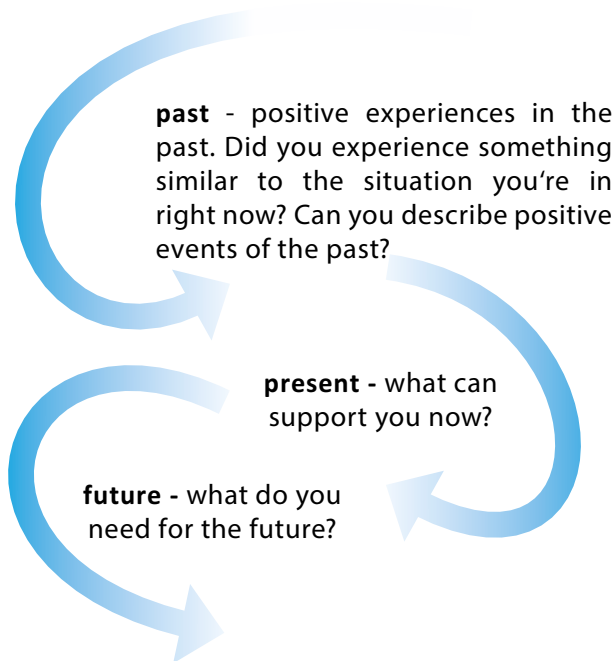 past - positive experiences in the
past. Did you experience something
similar to the situation you‘re in
right now? Can you describe positive
events of the past?
present - what can
support you now?
future - what do you
need for the future?